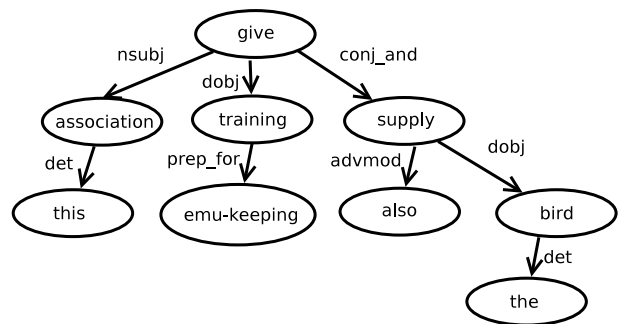 give
nsubj dobj conj_and
association training supply
det prep_for advmod dobj
this emu-keeping also bird
det
the